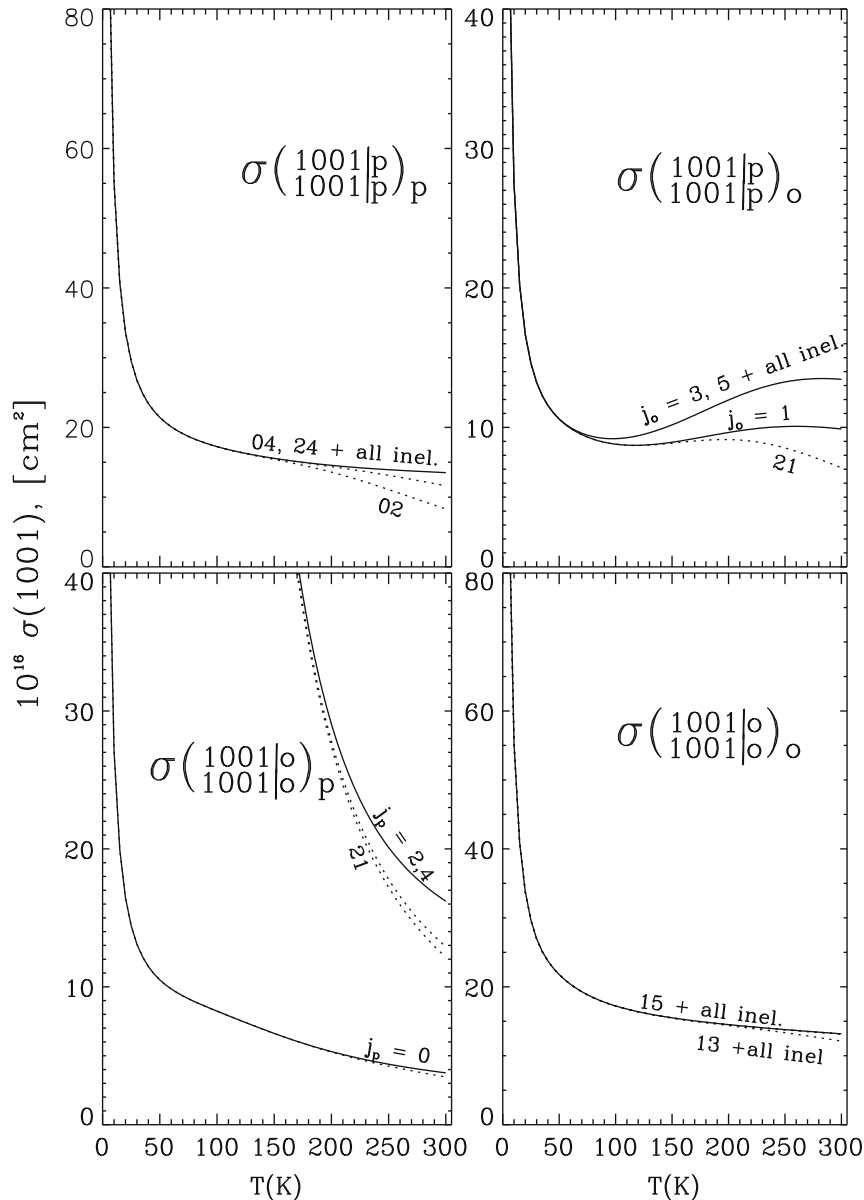 10¹⁶ σ(1001), [cm²]
80
60
40
20
0
σ(1001|p
1001|p)p
04, 24 + all inel.
02
40
30
20
10
0
σ(1001|p
1001|p)o
jo = 3, 5 + all inel.
jo = 1
21
40
30
20
10
0
σ(1001|o
1001|o)p
jp = 2,4
21
jp = 0
0 50 100 150 200 250 300
T(K)
80
60
40
20
0
σ(1001|o
1001|o)o
15 + all inel.
13 +all inel
0 50 100 150 200 250 300
T(K)